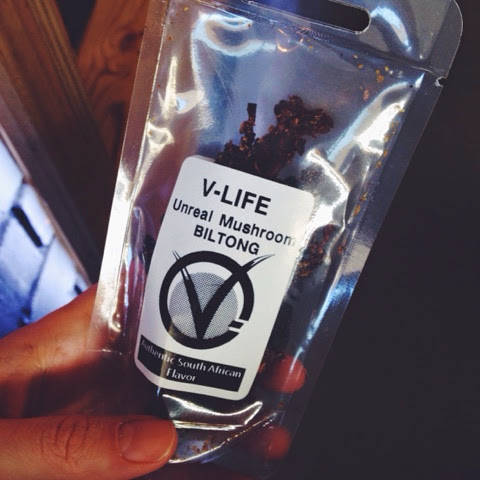 V-LIFE
Unreal Mushroom
BILTONG
Authentic South African
Flavor